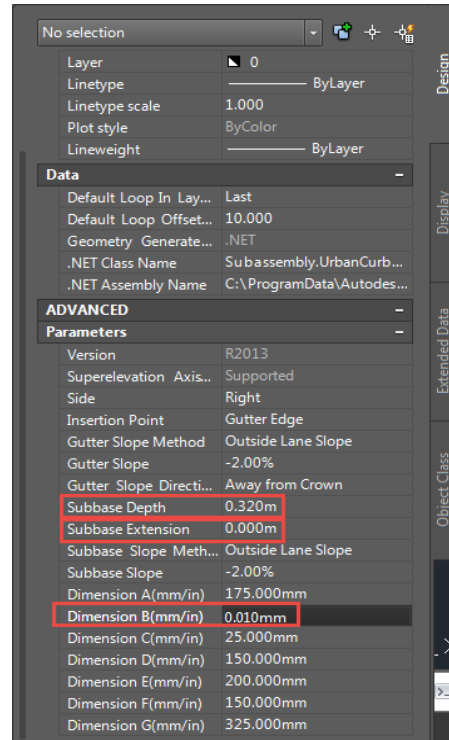 No selection
Layer 0
Linetype ByLayer
Linetype scale 1.000
Plot style ByColor
Lineweight ByLayer
Data –
Default Loop In Lay... Last
Default Loop Offset... 10.000
Geometry Generate... .NET
.NET Class Name Subassembly.UrbanCurb...
.NET Assembly Name C:\ProgramData\Autodes...
ADVANCED –
Parameters –
Version R2013
Superelevation Axis... Supported
Side Right
Insertion Point Gutter Edge
Gutter Slope Method Outside Lane Slope
Gutter Slope -2.00%
Gutter Slope Directi... Away from Crown
Subbase Depth 0.320m
Subbase Extension 0.000m
Subbase Slope Meth... Outside Lane Slope
Subbase Slope -2.00%
Dimension A(mm/in) 175.000mm
Dimension B(mm/in) 0.010mm
Dimension C(mm/in) 25.000mm
Dimension D(mm/in) 150.000mm
Dimension E(mm/in) 200.000mm
Dimension F(mm/in) 150.000mm
Dimension G(mm/in) 325.000mm
Design
Display
Extended Data
Object Class